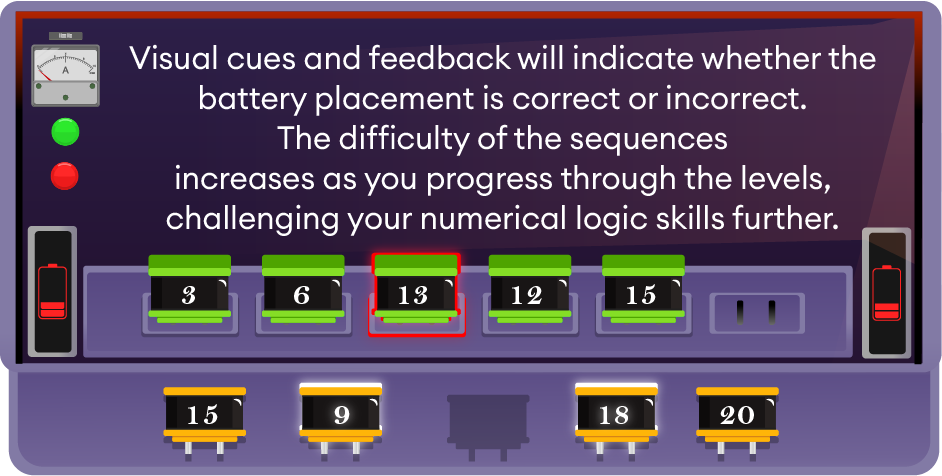 Visual cues and feedback will indicate whether the
battery placement is correct or incorrect.
The difficulty of the sequences
increases as you progress through the levels,
challenging your numerical logic skills further.
A
3 6 13 12 15
15 9 18 20